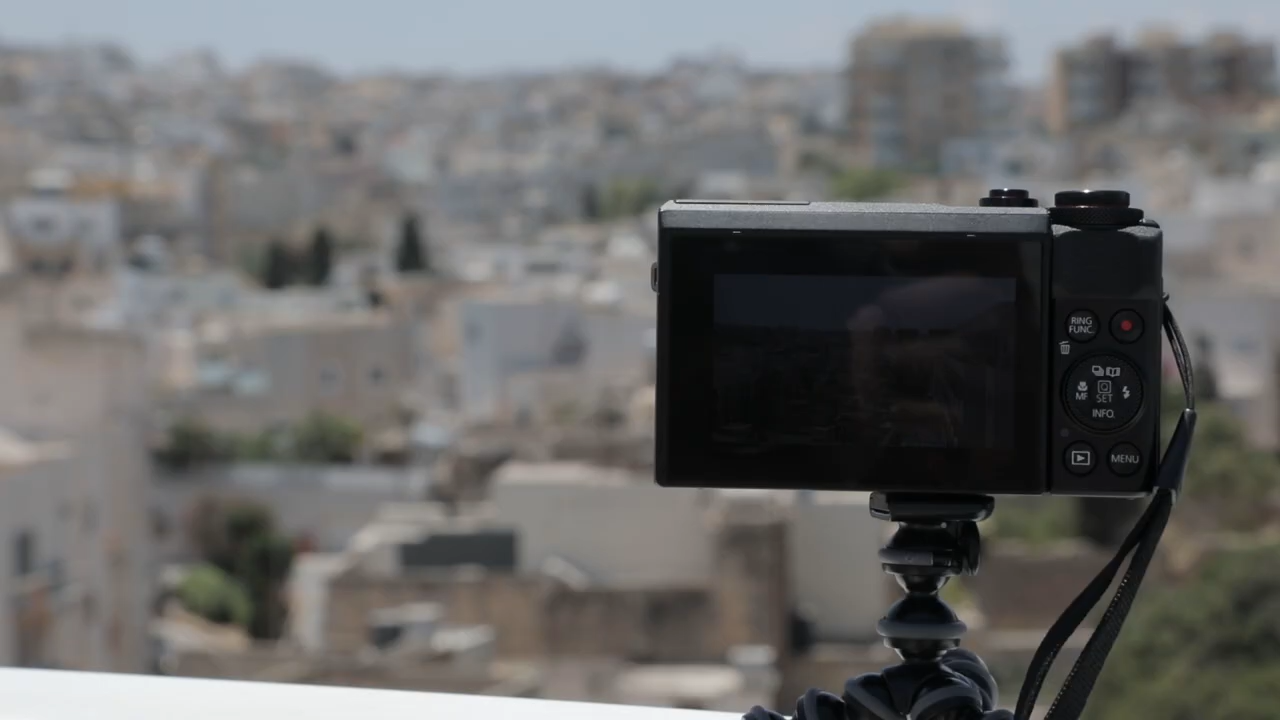 RING
FUNC.
MF
SET
INFO.
MENU